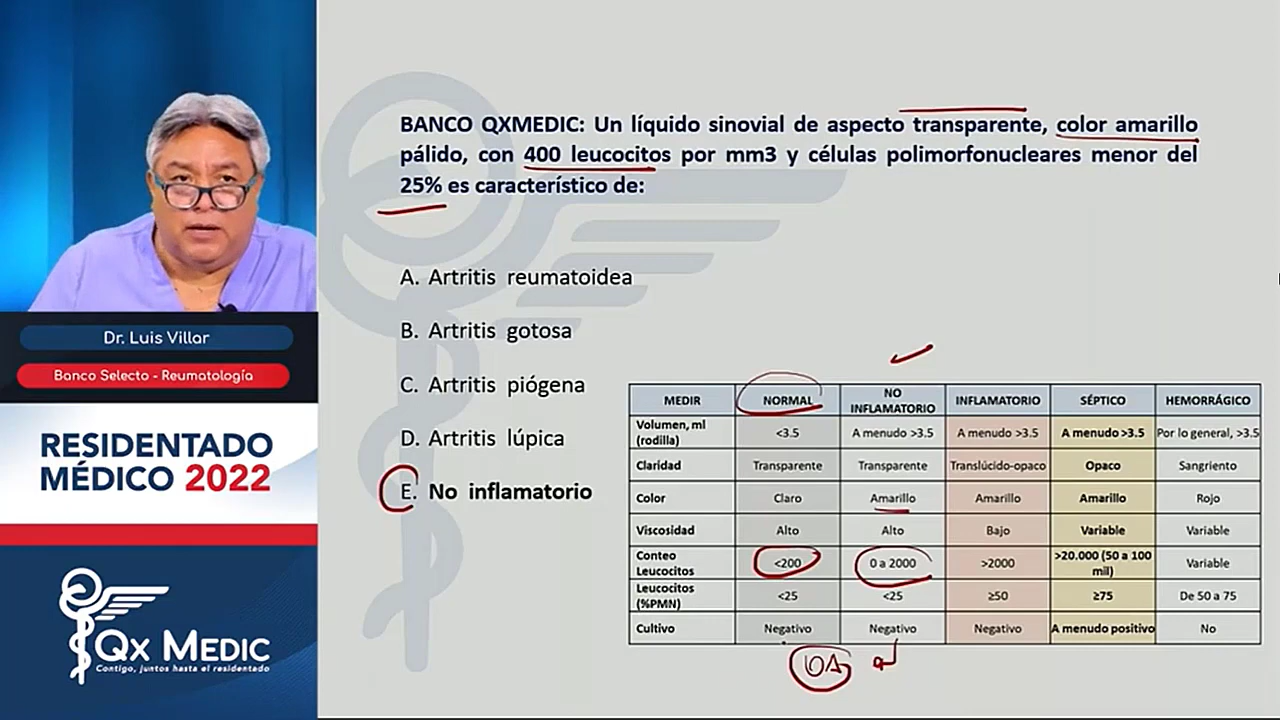 BANCO QXMEDIC: Un líquido sinovial de aspecto transparente, color amarillo
pálido, con 400 leucocitos por mm3 y células polimorfonucleares menor del
25% es característico de:
A. Artritis reumatoidea
B. Artritis gotosa
C. Artritis piógena
D. Artritis lúpica
E. No inflamatorio
MEDIR NORMAL NO INFLAMATORIO INFLAMATORIO SÉPTICO HEMORRÁGICO
Volumen, ml (rodilla) <3.5 A menudo >3.5 A menudo >3.5 A menudo >3.5 Por lo general, >3.5
Claridad Transparente Transparente Translúcido-opaco Opaco Sangriento
Color Claro Amarillo Amarillo Amarillo Rojo
Viscosidad Alto Alto Bajo Variable Variable
Conteo Leucocitos <200 0 a 2000 >2000 >20.000 (50 a 100 mil) Variable
Leucocitos (%PMN) <25 <25 ≥50 ≥75 De 50 a 75
Cultivo Negativo Negativo Negativo A menudo positivo No
OA
Dr. Luis Villar
Banco Selecto - Reumatología
RESIDENTADO
MÉDICO 2022
QX MEDIC
Contigo, juntos hasta el residentado